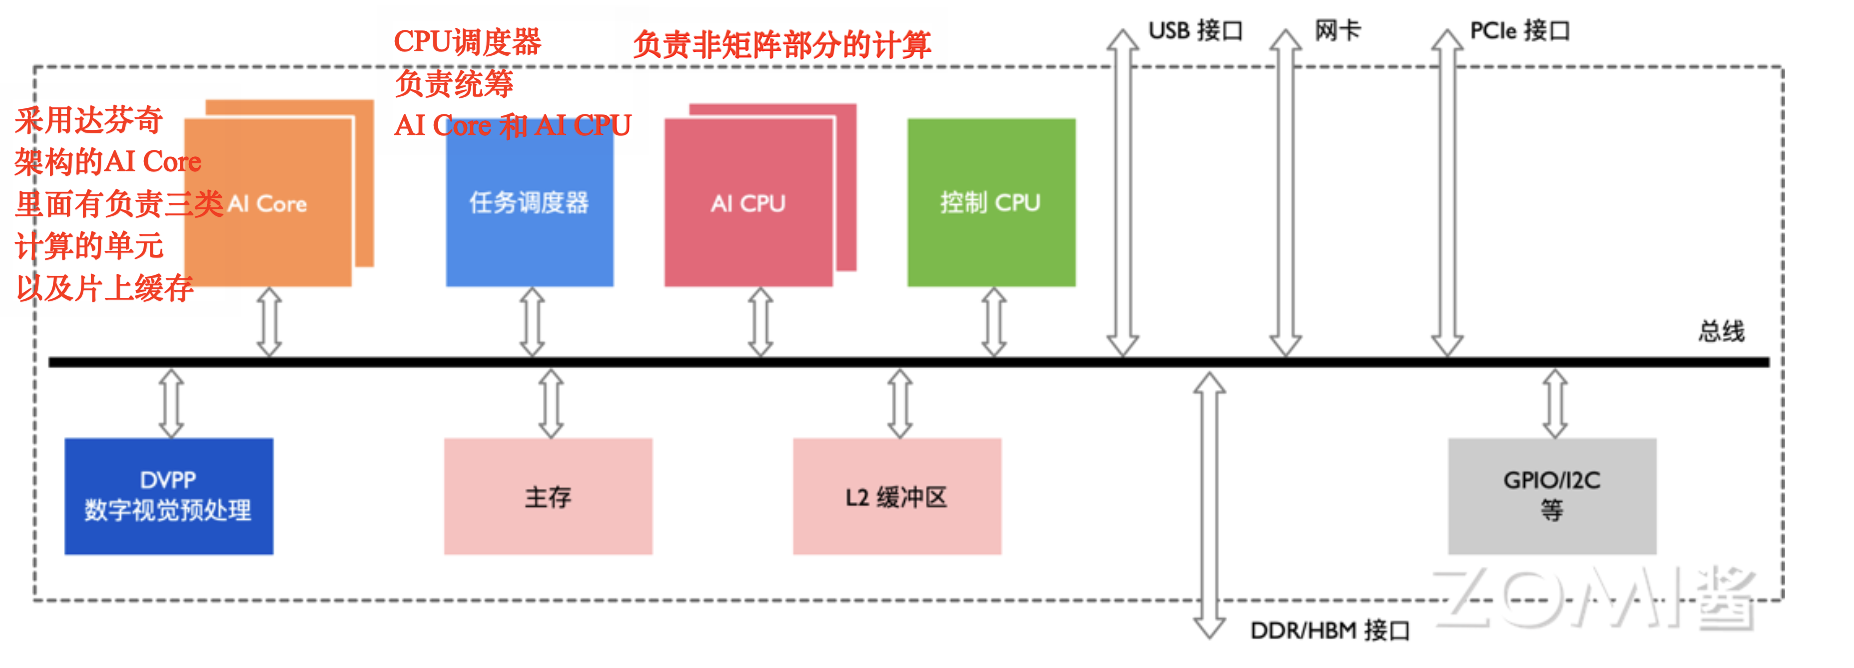 CPU调度器
负责统筹
AI Core 和 AI CPU
负责非矩阵部分的计算
USB 接口
网卡
PCIe 接口
采用达芬奇
架构的AI Core
里面有负责三类
计算的单元
以及片上缓存
AI Core
任务调度器
AI CPU
控制 CPU
总线
DVPP
数字视觉预处理
主存
L2 缓冲区
GPIO/I2C
等
DDR/HBM 接口
ZOMI酱